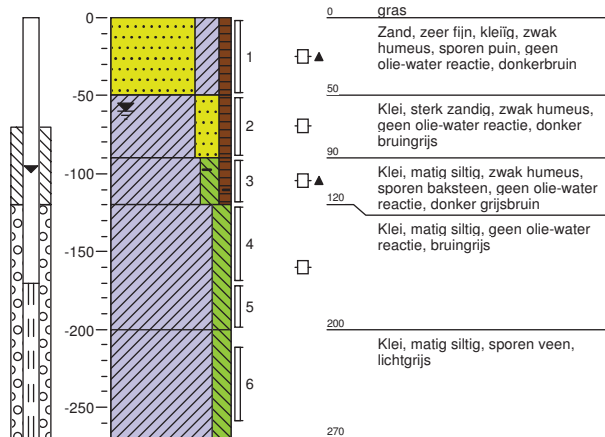 0
-50
-100
-150
-200
-250
1
2
3
4
5
6
0
gras
Zand, zeer fijn, kleiïg, zwak
humeus, sporen puin, geen
olie-water reactie, donkerbruin
50
Klei, sterk zandig, zwak humeus,
geen olie-water reactie, donker
bruingrijs
90
Klei, matig siltig, zwak humeus,
sporen baksteen, geen olie-water
reactie, donker grijsbruin
120
Klei, matig siltig, geen olie-water
reactie, bruingrijs
200
Klei, matig siltig, sporen veen,
lichtgrijs
270